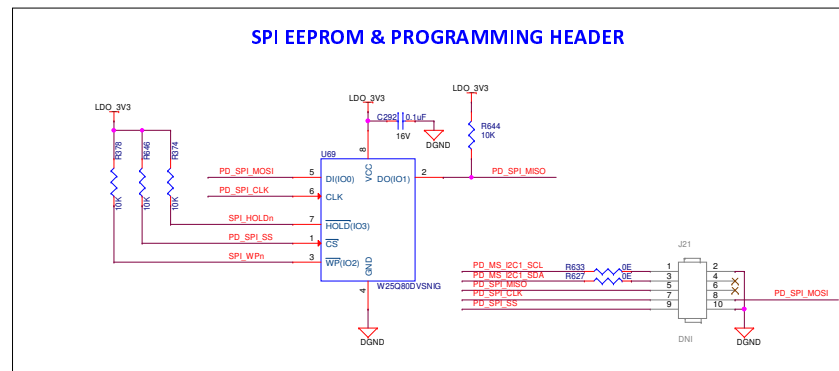 SPI EEPROM & PROGRAMMING HEADER
LDO_3V3
LDO_3V3
LDO_3V3
C292
0.1uF
16V
DGND
R644
10K
R378
R646
R374
10K
10K
10K
U69
8
VCC
PD_SPI_MOSI
5
DI(IO0)
DO(IO1)
2
PD_SPI_MISO
PD_SPI_CLK
6
CLK
SPI_HOLDn
7
HOLD(IO3)
PD_SPI_SS
1
CS
SPI_WPn
3
WP(IO2)
GND
4
W25Q80DVSNIG
DGND
J21
PD_MS_I2C1_SCL
R633
0E
1
2
PD_MS_I2C1_SDA
R627
0E
3
4
PD_SPI_MISO
5
6
PD_SPI_CLK
7
8
PD_SPI_MOSI
PD_SPI_SS
9
10
DNI
DGND